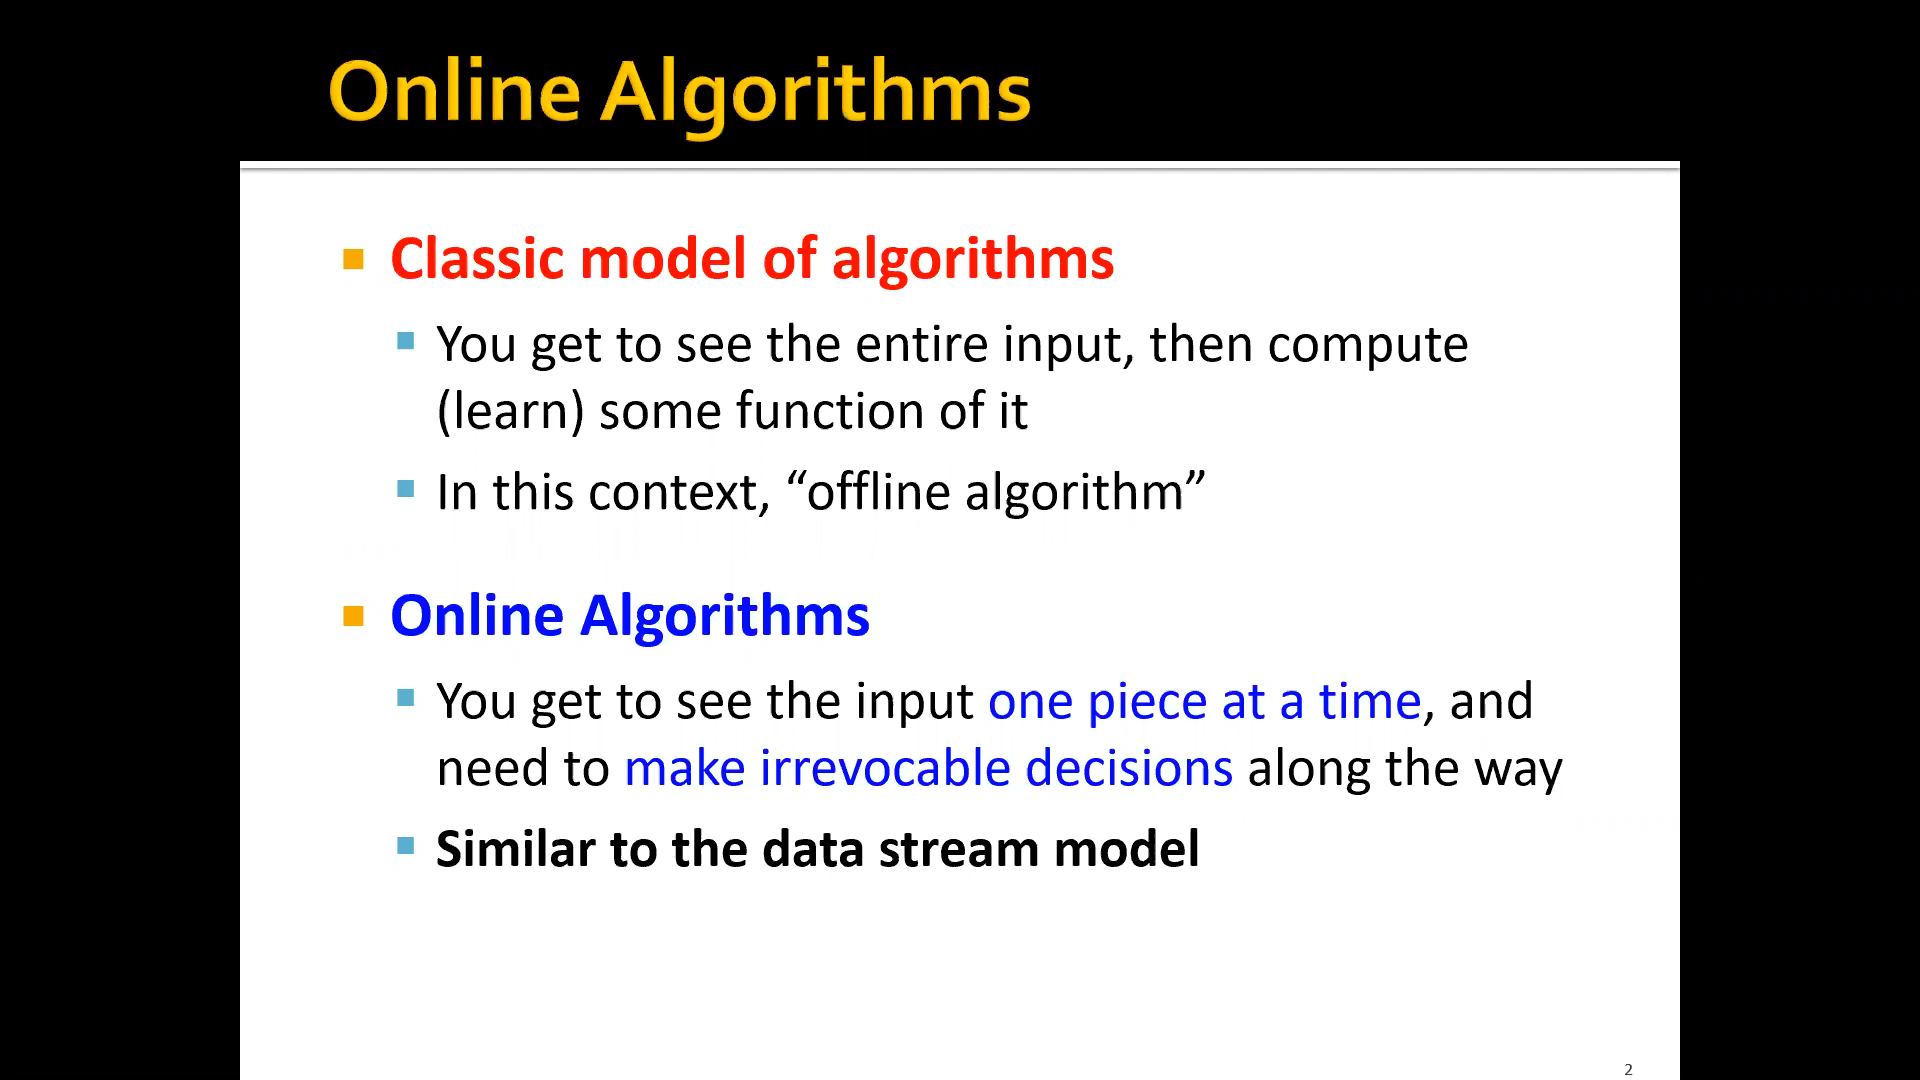 Online Algorithms
Classic model of algorithms
You get to see the entire input, then compute
(learn) some function of it
In this context, “offline algorithm”
Online Algorithms
You get to see the input one piece at a time, and
need to make irrevocable decisions along the way
Similar to the data stream model
2